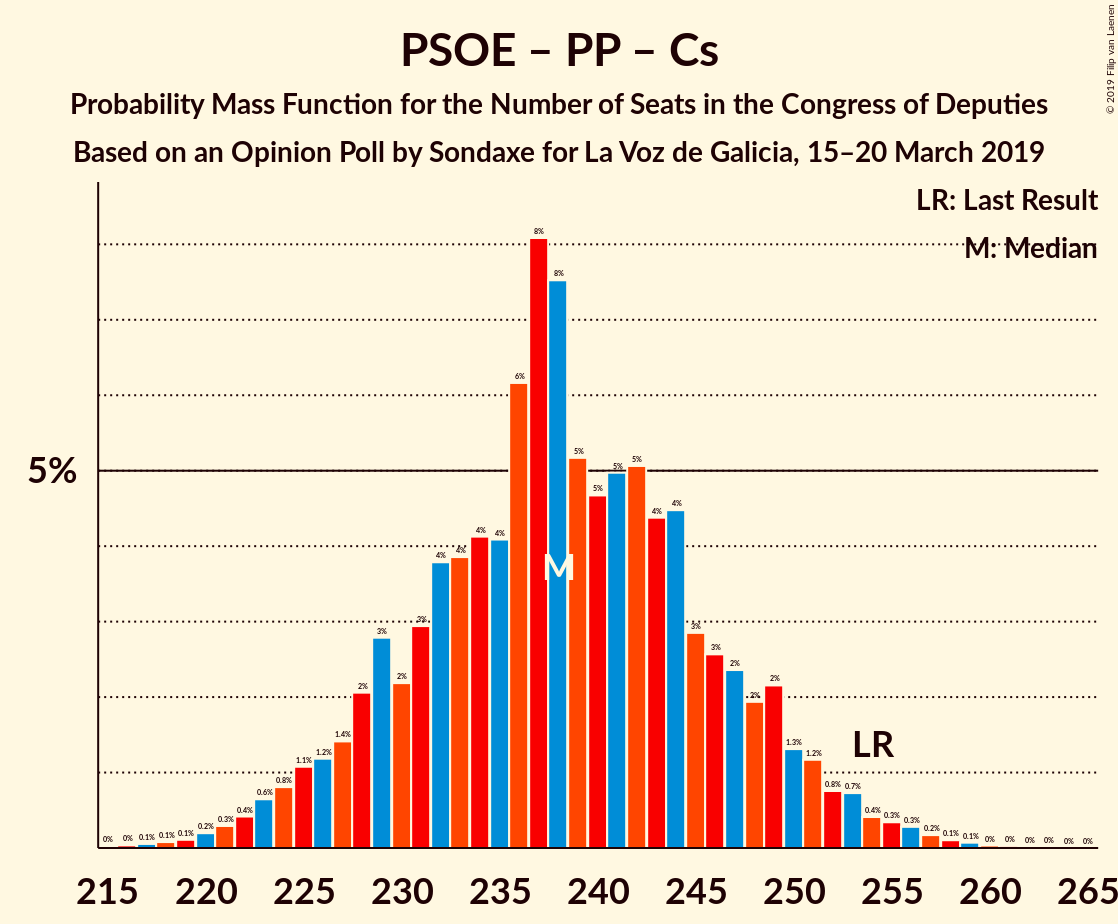 PSOE – PP – Cs
Probability Mass Function for the Number of Seats in the Congress of Deputies
Based on an Opinion Poll by Sondaxe for La Voz de Galicia, 15–20 March 2019
© 2019 Filip van Laenen
LR: Last Result
M: Median
5%
0% 0% 0.1% 0.1% 0.1% 0.2% 0.3% 0.4% 0.6% 0.8% 1.1% 1.2% 1.4% 2% 3% 2% 3% 4% 4% 4% 4% 6% 8% 8% 5% 5% 5% 5% 4% 4% 3% 3% 2% 2% 2% 1.3% 1.2% 0.8% 0.7% 0.4% 0.3% 0.3% 0.2% 0.1% 0.1% 0% 0% 0% 0% 0% 0%
M
LR
215 220 225 230 235 240 245 250 255 260 265